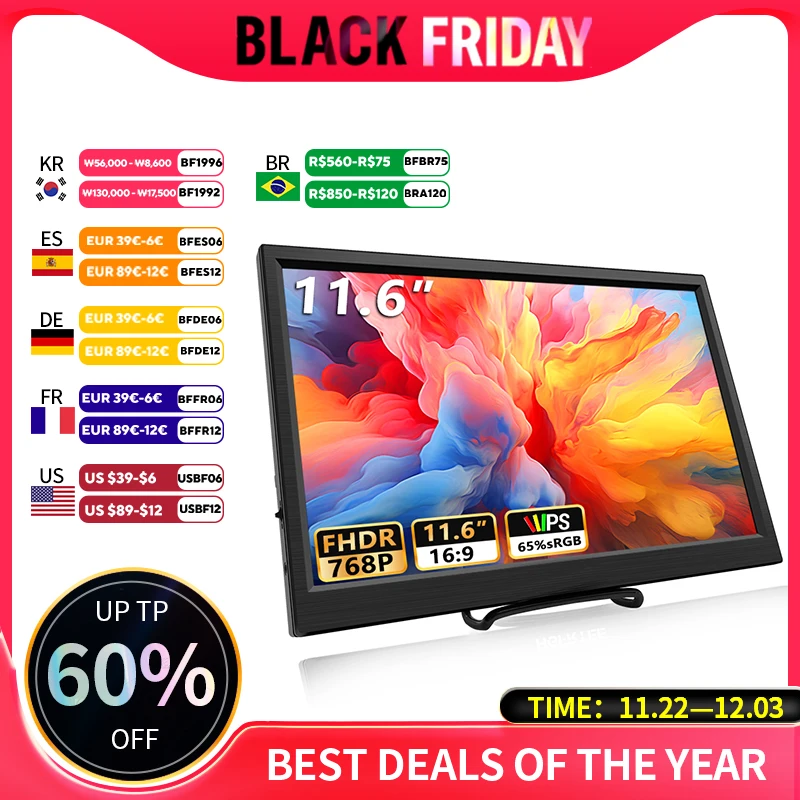 BLACK FRIDAY
KR
₩56,000-₩8,600 BF1996
₩130,000-₩17,500 BF1992
BR
R$560-R$75 BFBR75
R$850-R$120 BRA120
ES
EUR 39€-6€ BFES06
EUR 89€-12€ BFES12
DE
EUR 39€-6€ BFDE06
EUR 89€-12€ BFDE12
FR
EUR 39€-6€ BFFR06
EUR 89€-12€ BFFR12
US
US $39-$6 USBF06
US $89-$12 USBF12
11.6"
FHDR
768P
11.6"
16:9
IPS
65%sRGB
UP TP
60%
OFF
TIME: 11.22—12.03
BEST DEALS OF THE YEAR